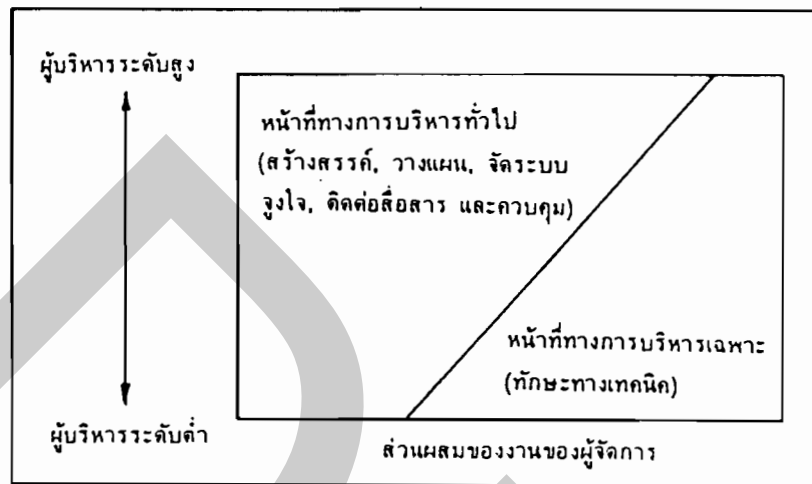 ผู้บริหารระดับสูง
หน้าที่ทางการบริหารทั่วไป
(สร้างสรรค์, วางแผน, จัดระบบ
จูงใจ, ติดต่อสื่อสาร และควบคุม)
หน้าที่ทางการบริหารเฉพาะ
(ทักษะทางเทคนิค)
ผู้บริหารระดับต่ำ
ส่วนผสมของงานของผู้จัดการ